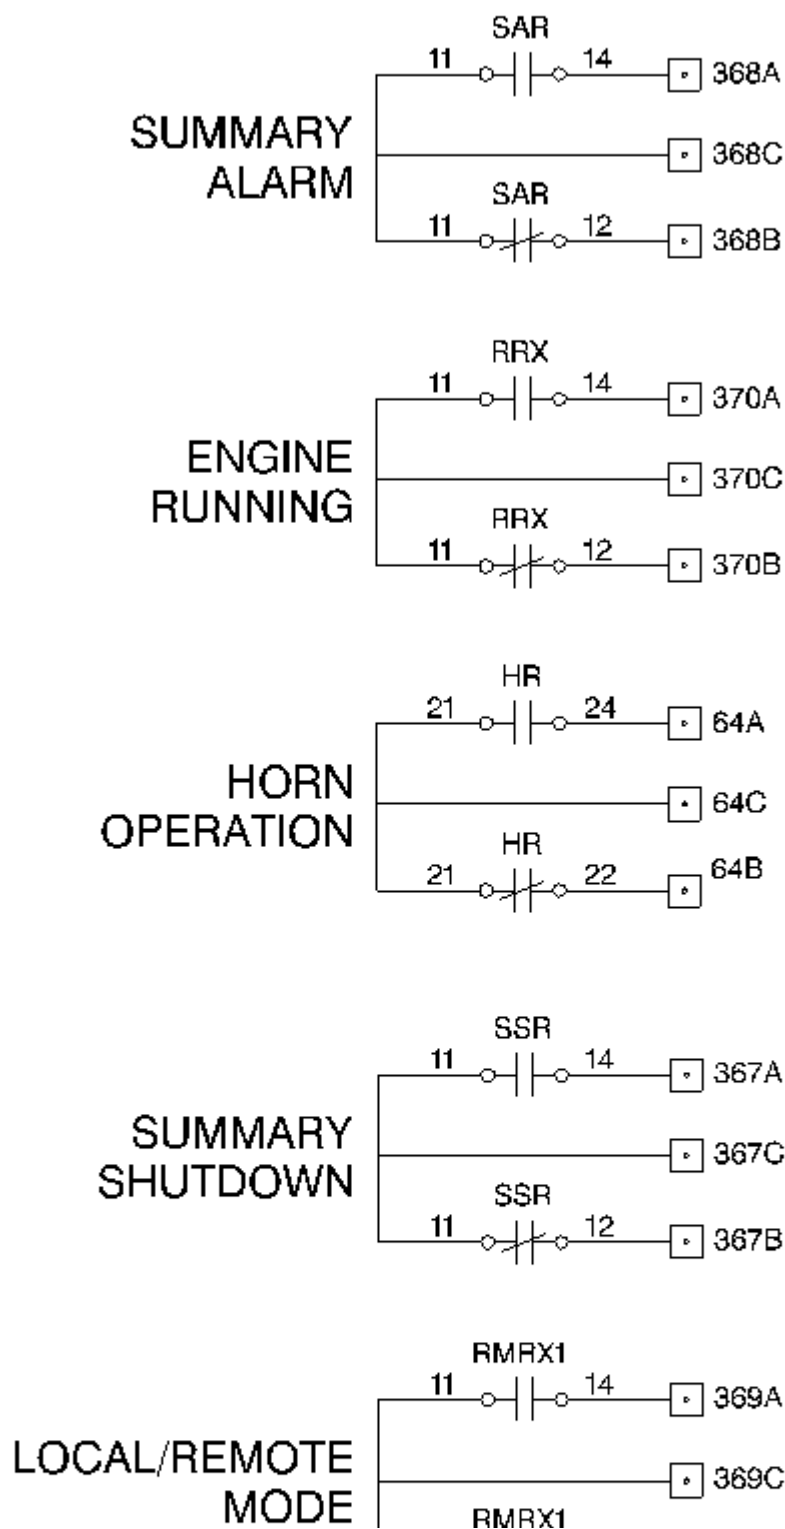 SAR
11 14 368A
SUMMARY
ALARM
368C
SAR
11 12 368B
RRX
11 14 370A
ENGINE
RUNNING
370C
RRX
11 12 370B
HR
21 24 64A
HORN
OPERATION
64C
HR
21 22 64B
SSR
11 14 367A
SUMMARY
SHUTDOWN
367C
SSR
11 12 367B
RMRX1
11 14 369A
LOCAL/REMOTE
MODE
369C
RMRX1